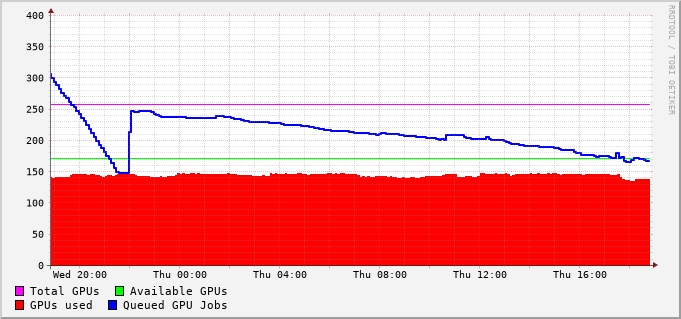 400
350
300
250
200
150
100
50
0
Wed 20:00 Thu 00:00 Thu 04:00 Thu 08:00 Thu 12:00 Thu 16:00
Total GPUs Available GPUs
GPUs used Queued GPU Jobs
RRDTOOL / TOBI OETIKER